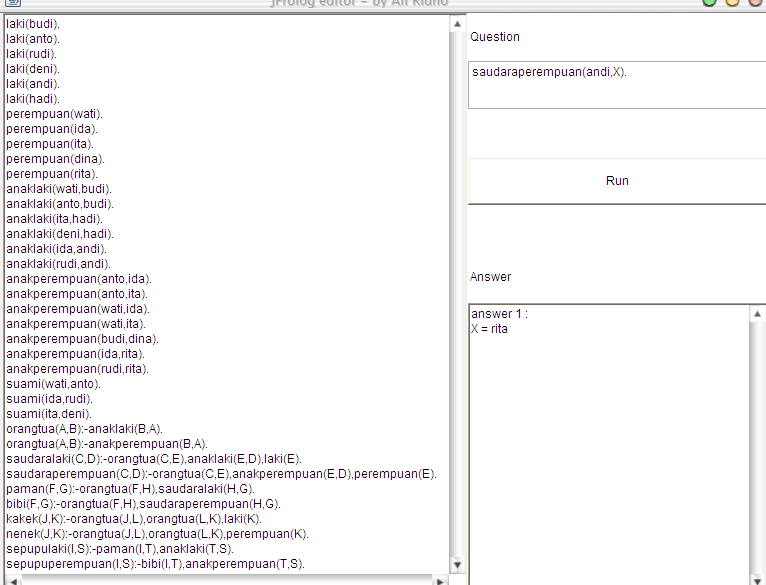 jProlog editor ~ by Ali Ridho
laki(budi).
laki(anto).
laki(rudi).
laki(deni).
laki(andi).
laki(hadi).
perempuan(wati).
perempuan(ida).
perempuan(ita).
perempuan(dina).
perempuan(rita).
anaklaki(wati,budi).
anaklaki(anto,budi).
anaklaki(ita,hadi).
anaklaki(deni,hadi).
anaklaki(ida,andi).
anaklaki(rudi,andi).
anakperempuan(anto,ida).
anakperempuan(anto,ita).
anakperempuan(wati,ida).
anakperempuan(wati,ita).
anakperempuan(budi,dina).
anakperempuan(ida,rita).
anakperempuan(rudi,rita).
suami(wati,anto).
suami(ida,rudi).
suami(ita,deni).
orangtua(A,B):-anaklaki(B,A).
orangtua(A,B):-anakperempuan(B,A).
saudaralaki(C,D):-orangtua(C,E),anaklaki(E,D),laki(E).
saudaraperempuan(C,D):-orangtua(C,E),anakperempuan(E,D),perempuan(E).
paman(F,G):-orangtua(F,H),saudaralaki(H,G).
bibi(F,G):-orangtua(F,H),saudaraperempuan(H,G).
kakek(J,K):-orangtua(J,L),orangtua(L,K),laki(K).
nenek(J,K):-orangtua(J,L),orangtua(L,K),perempuan(K).
sepupulaki(I,S):-paman(I,T),anaklaki(T,S).
sepupuperempuan(I,S):-bibi(I,T),anakperempuan(T,S).
Question
saudaraperempuan(andi,X).
Run
Answer
answer 1 :
X = rita